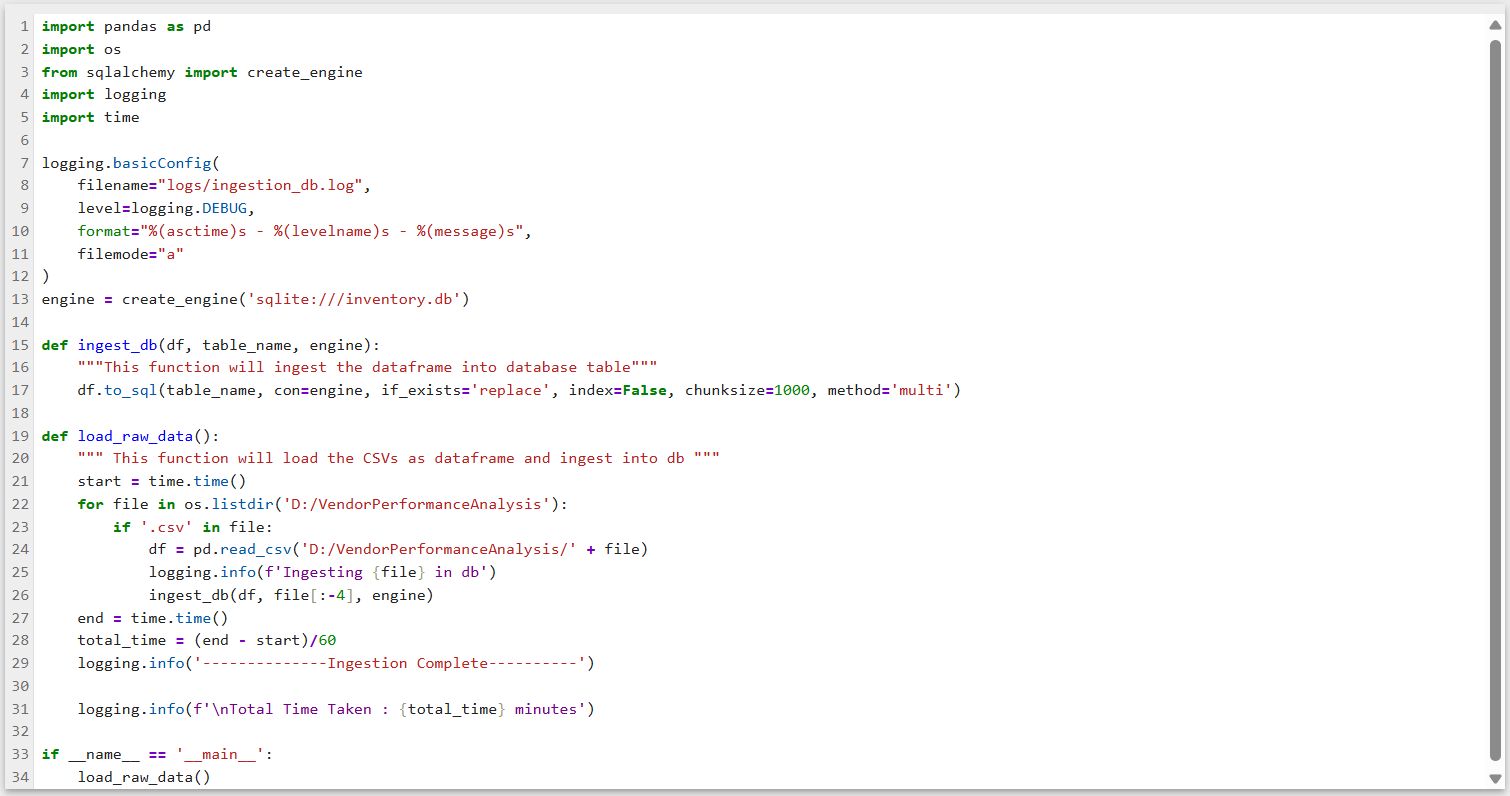 1 import pandas as pd
2 import os
3 from sqlalchemy import create_engine
4 import logging
5 import time
6
7 logging.basicConfig(
8     filename="logs/ingestion_db.log",
9     level=logging.DEBUG,
10     format="%(asctime)s - %(levelname)s - %(message)s",
11     filemode="a"
12 )
13 engine = create_engine('sqlite:///inventory.db')
14
15 def ingest_db(df, table_name, engine):
16     """This function will ingest the dataframe into database table"""
17     df.to_sql(table_name, con=engine, if_exists='replace', index=False, chunksize=1000, method='multi')
18
19 def load_raw_data():
20     """ This function will load the CSVs as dataframe and ingest into db """
21     start = time.time()
22     for file in os.listdir('D:/VendorPerformanceAnalysis'):
23         if '.csv' in file:
24             df = pd.read_csv('D:/VendorPerformanceAnalysis/' + file)
25             logging.info(f'Ingesting {file} in db')
26             ingest_db(df, file[:-4], engine)
27     end = time.time()
28     total_time = (end - start)/60
29     logging.info('--------------Ingestion Complete----------')
30
31     logging.info(f'\nTotal Time Taken : {total_time} minutes')
32
33 if __name__ == '__main__':
34     load_raw_data()